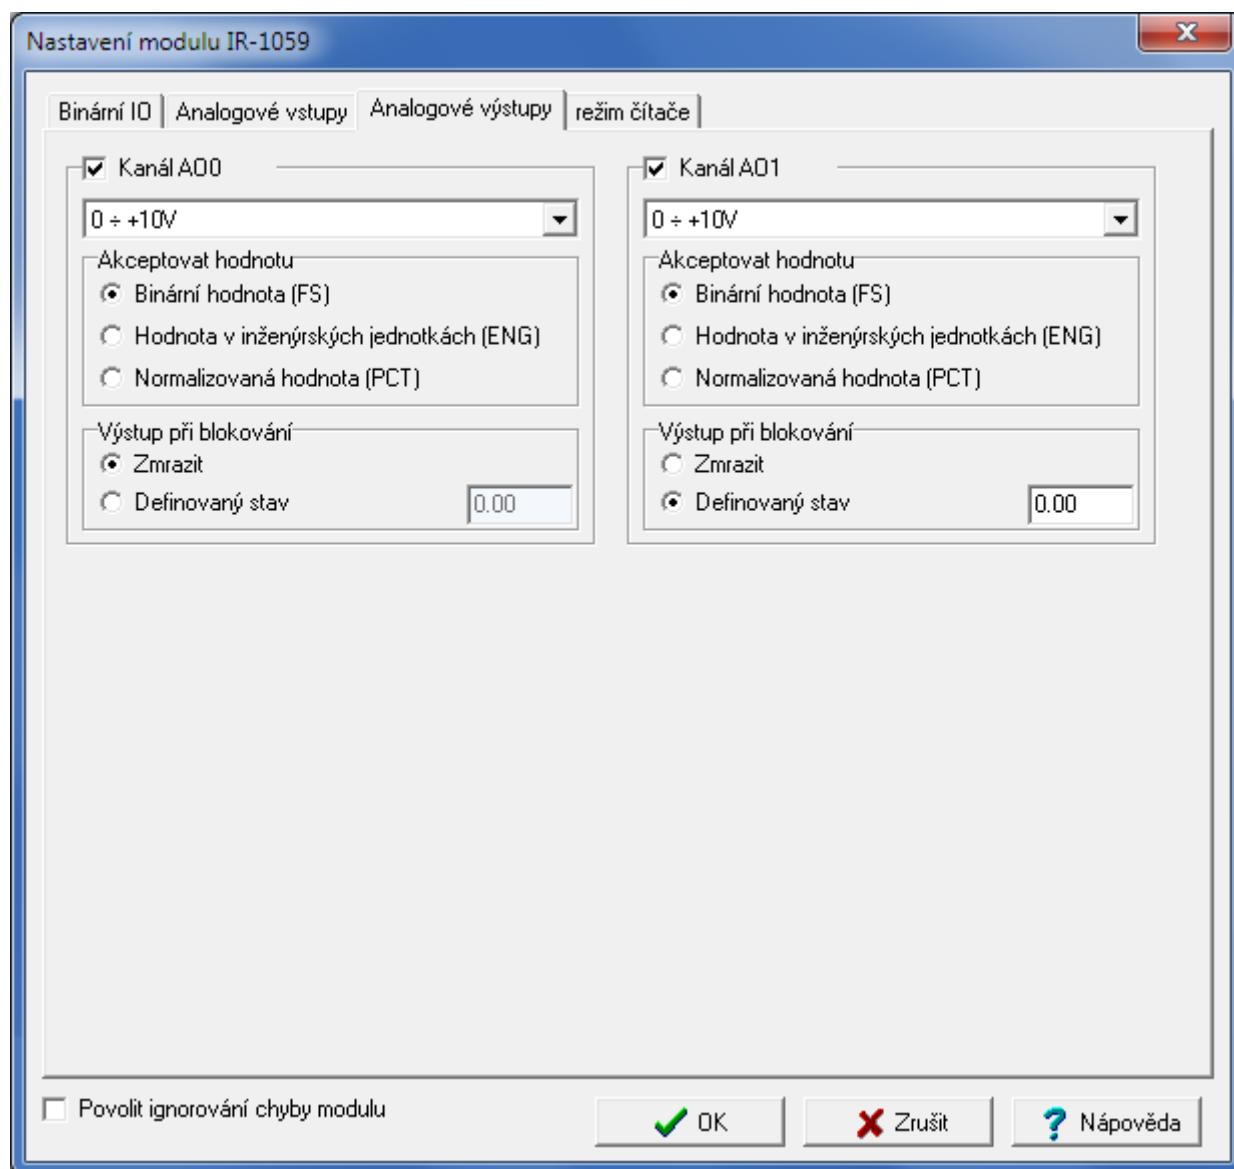 Nastavení modulu IR-1059
Binární IO Analogové vstupy Analogové výstupy režim čítače
Kanál AO0
0 ÷ +10V
Akceptovat hodnotu
Binární hodnota (FS)
Hodnota v inženýrských jednotkách (ENG)
Normalizovaná hodnota (PCT)
Výstup při blokování
Zmrazit
Definovaný stav 0.00
Kanál AO1
0 ÷ +10V
Akceptovat hodnotu
Binární hodnota (FS)
Hodnota v inženýrských jednotkách (ENG)
Normalizovaná hodnota (PCT)
Výstup při blokování
Zmrazit
Definovaný stav 0.00
Povolit ignorování chyby modulu
OK Zrušit Nápověda